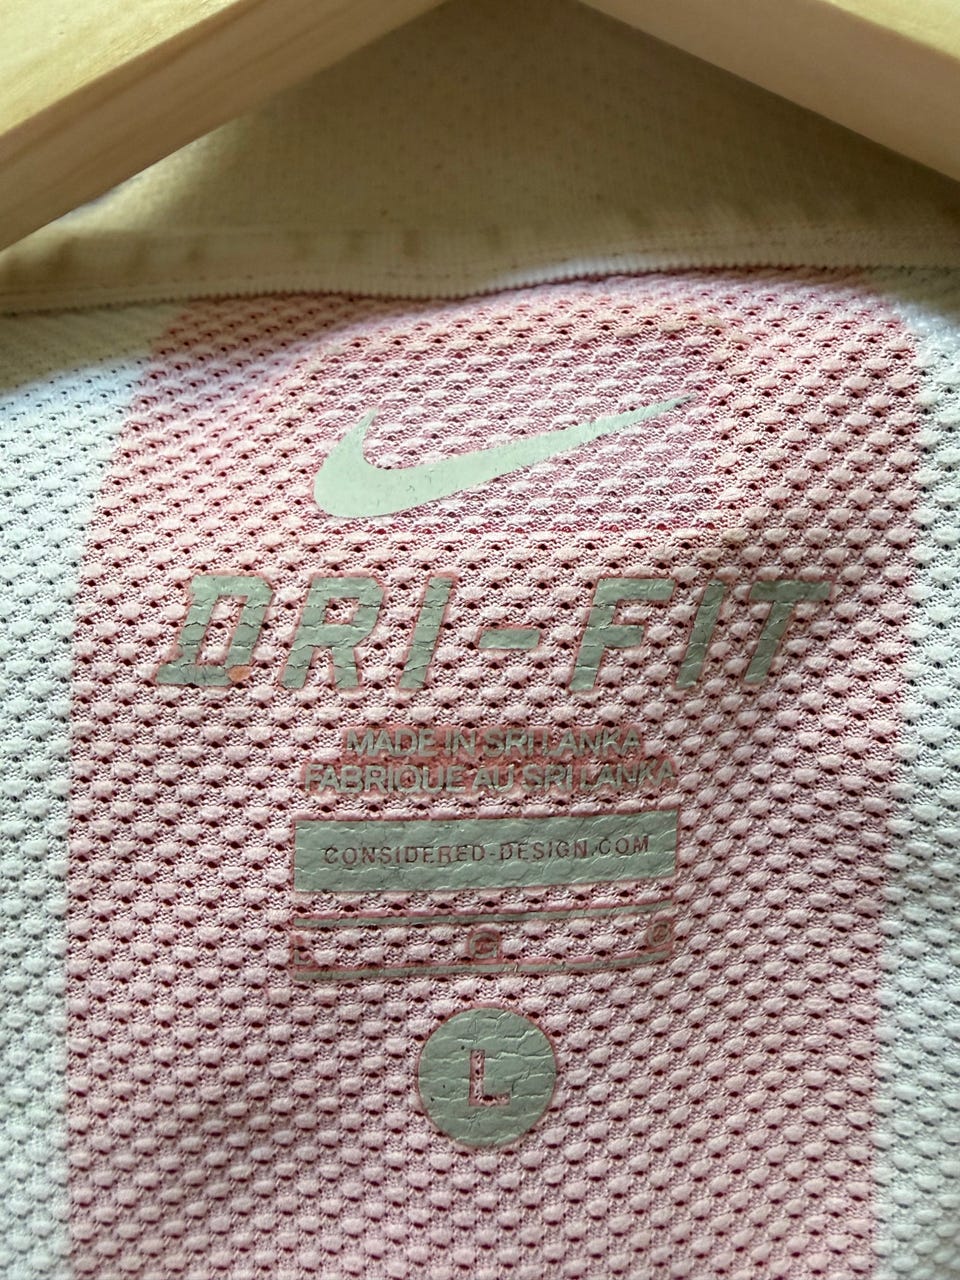 DRI-FIT
MADE IN SRI LANKA
FABRIQUE AU SRI LANKA
CONSIDERED-DESIGN.COM
L G G
L